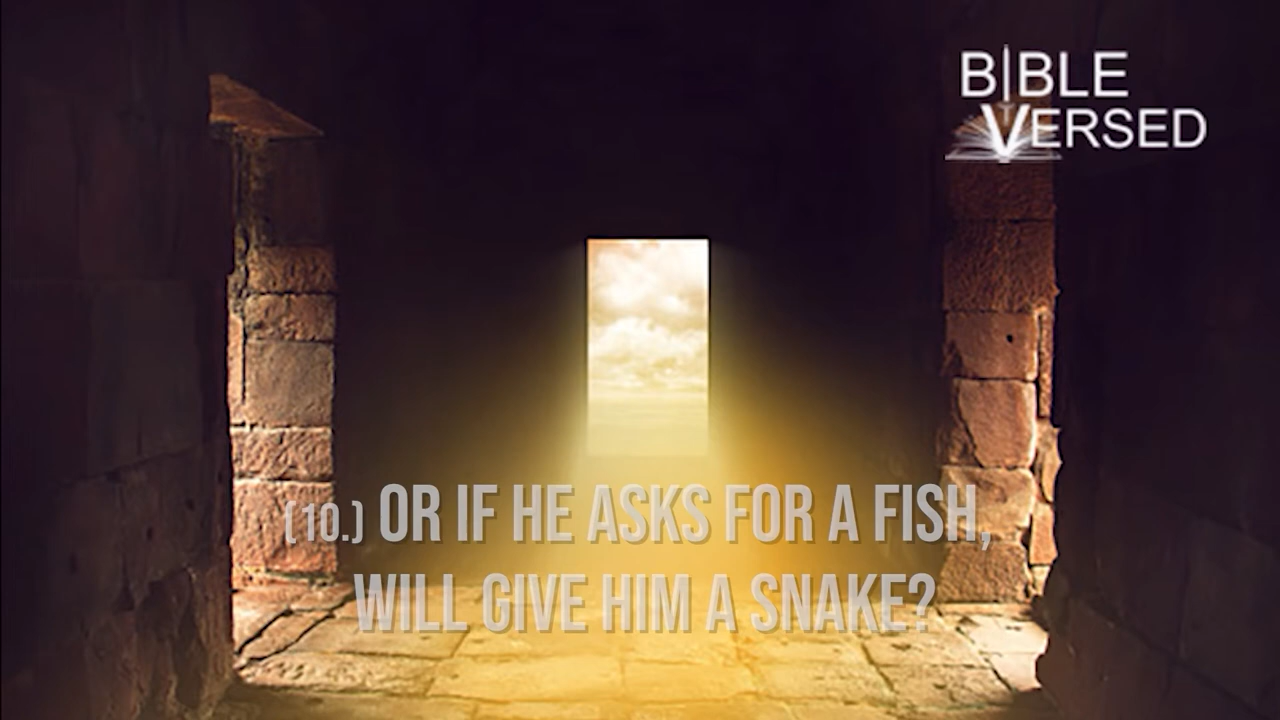 BIBLE
VERSED
(10.) OR IF HE ASKS FOR A FISH,
WILL GIVE HIM A SNAKE?